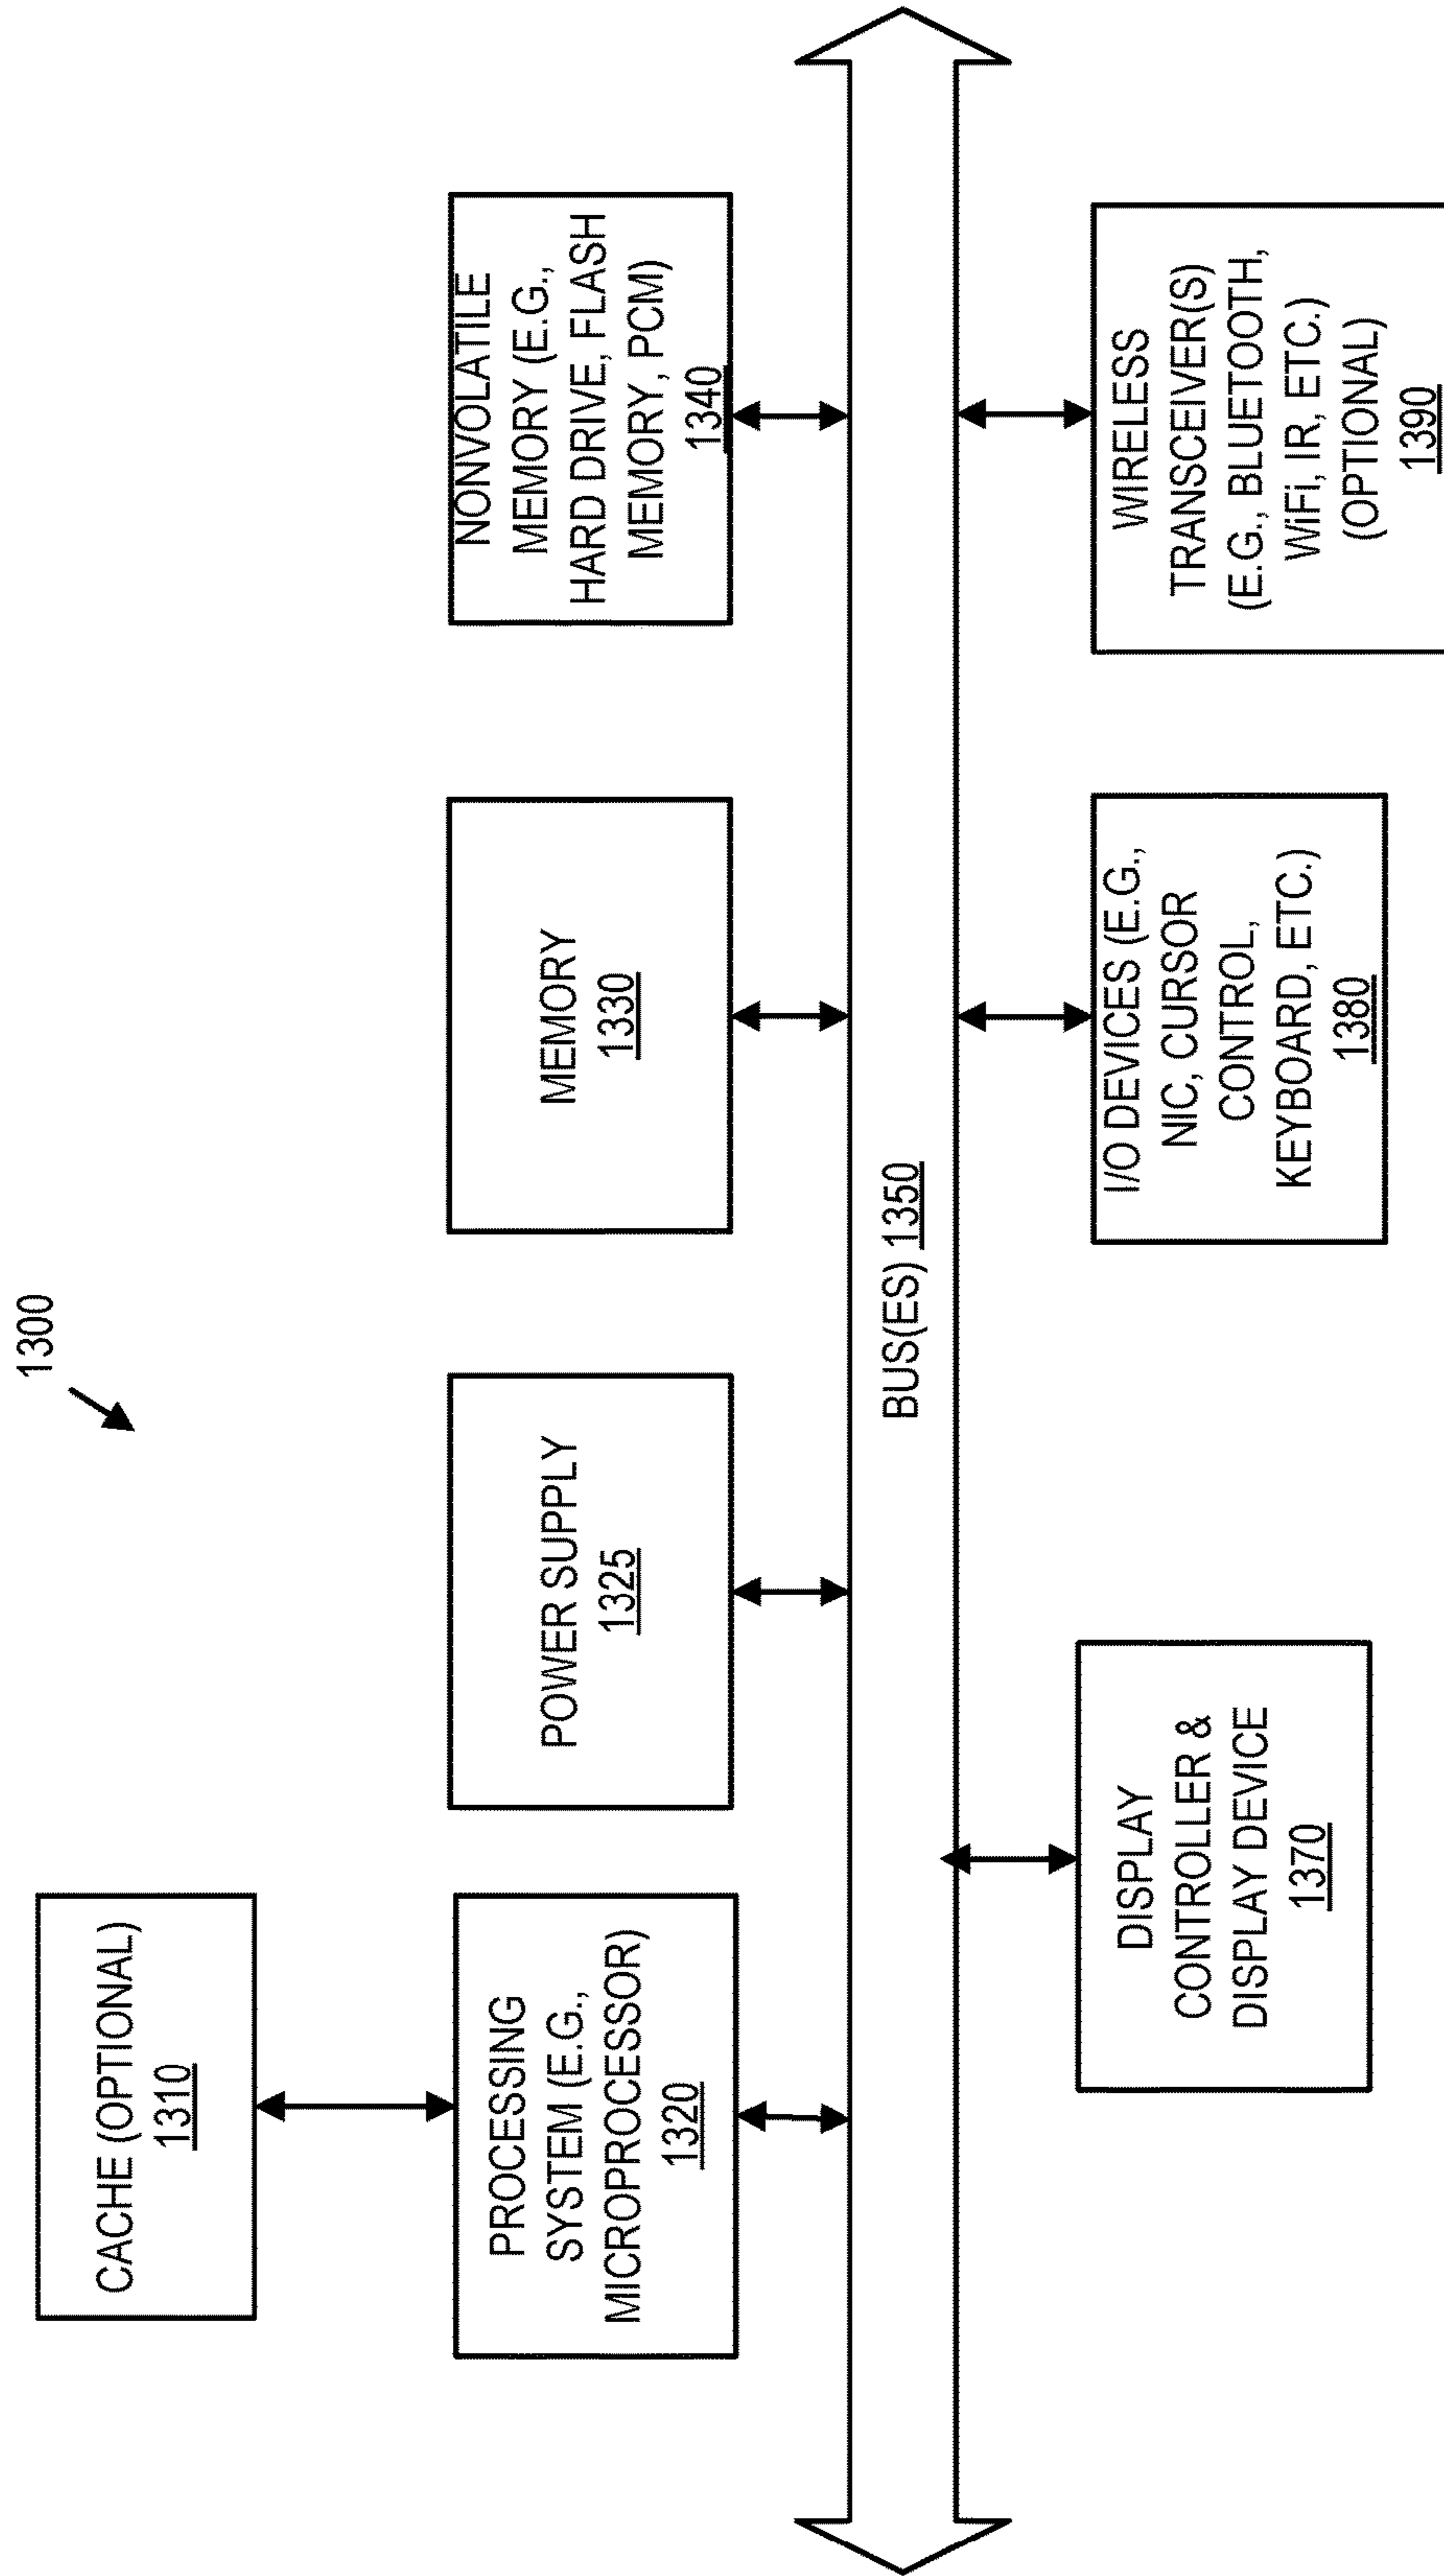 1300
CACHE (OPTIONAL)
1310
PROCESSING
SYSTEM (E.G.,
MICROPROCESSOR)
1320
POWER SUPPLY
1325
MEMORY
1330
NONVOLATILE
MEMORY (E.G.,
HARD DRIVE, FLASH
MEMORY, PCM)
1340
BUS(ES) 1350
DISPLAY
CONTROLLER &
DISPLAY DEVICE
1370
I/O DEVICES (E.G.,
NIC, CURSOR
CONTROL,
KEYBOARD, ETC.)
1380
WIRELESS
TRANSCEIVER(S)
(E.G., BLUETOOTH,
WiFi, IR, ETC.)
(OPTIONAL)
1390